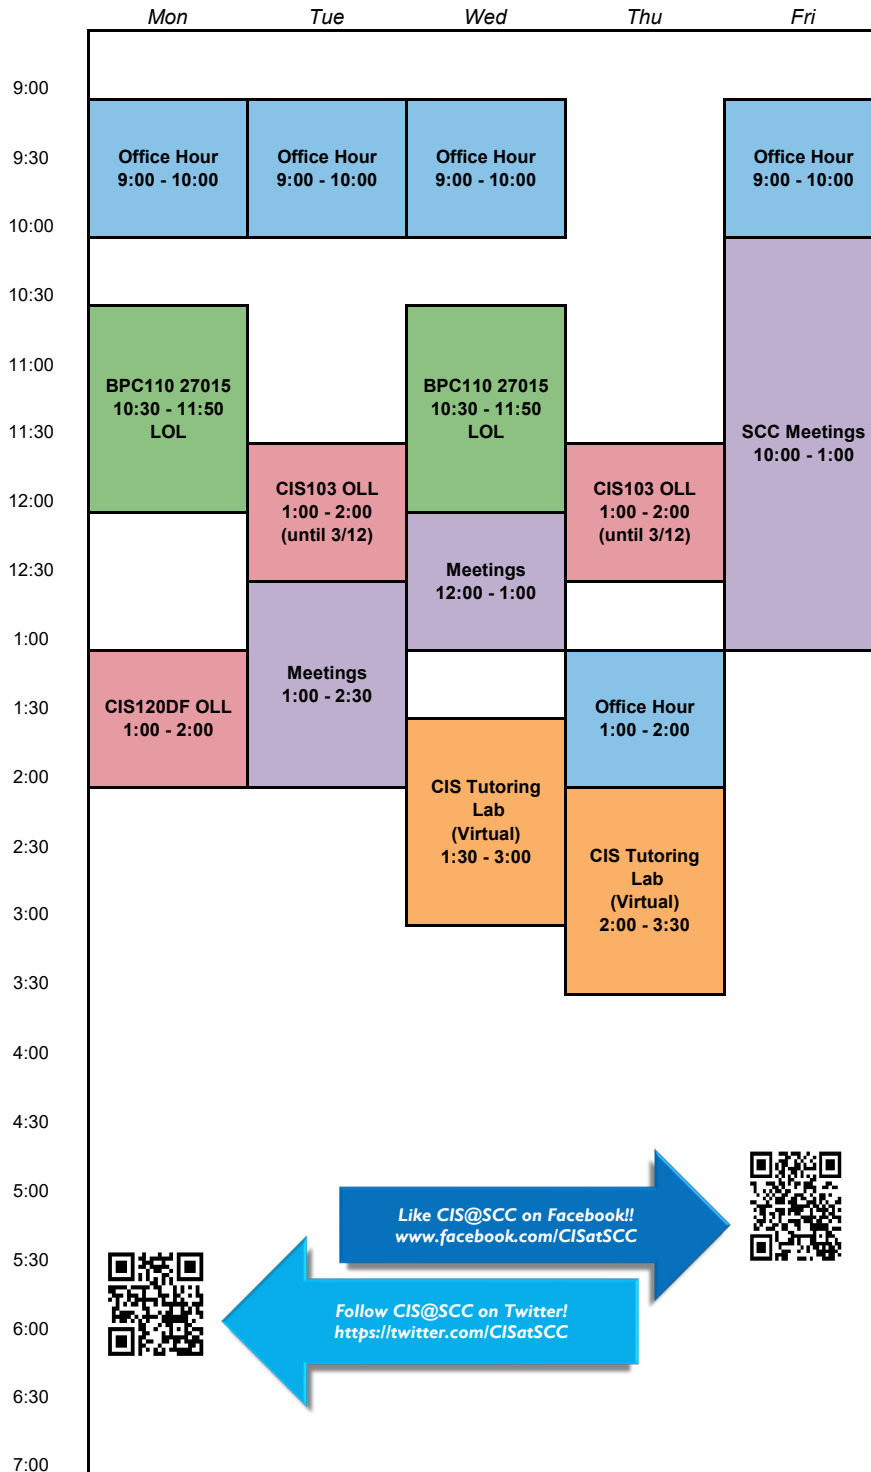 Mon Tue Wed Thu Fri
9:00
9:30
10:00
10:30
11:00
11:30
12:00
12:30
1:00
1:30
2:00
2:30
3:00
3:30
4:00
4:30
5:00
5:30
6:00
6:30
7:00
Office Hour
9:00 - 10:00
BPC110 27015
10:30 - 11:50
LOL
CIS120DF OLL
1:00 - 2:00
Office Hour
9:00 - 10:00
CIS103 OLL
1:00 - 2:00
(until 3/12)
Meetings
1:00 - 2:30
Office Hour
9:00 - 10:00
BPC110 27015
10:30 - 11:50
LOL
Meetings
12:00 - 1:00
CIS Tutoring
Lab
(Virtual)
1:30 - 3:00
CIS103 OLL
1:00 - 2:00
(until 3/12)
Office Hour
1:00 - 2:00
CIS Tutoring
Lab
(Virtual)
2:00 - 3:30
Office Hour
9:00 - 10:00
SCC Meetings
10:00 - 1:00
Like CIS@SCC on Facebook!!
www.facebook.com/CISatSCC
Follow CIS@SCC on Twitter!
https://twitter.com/CISatSCC